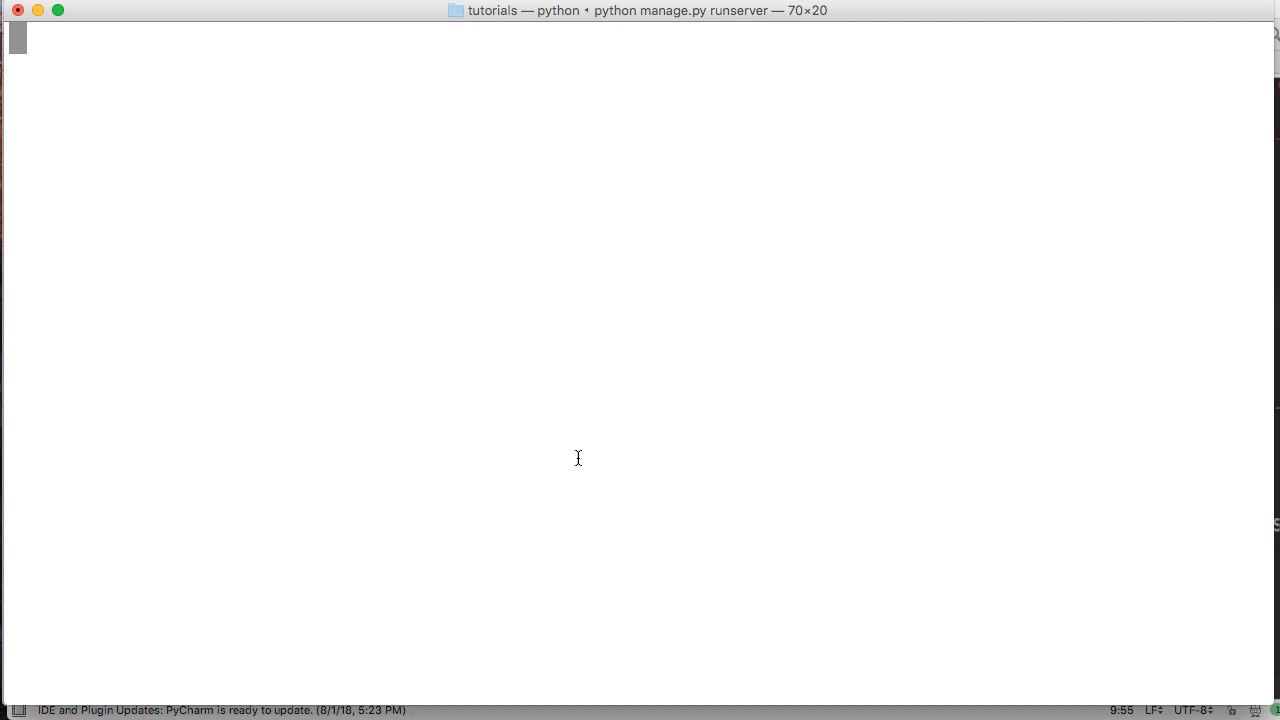 tutorials — python ◂ python manage.py runserver — 70×20
IDE and Plugin Updates: PyCharm is ready to update. (8/1/18, 5:23 PM)
9:55 LF UTF-8